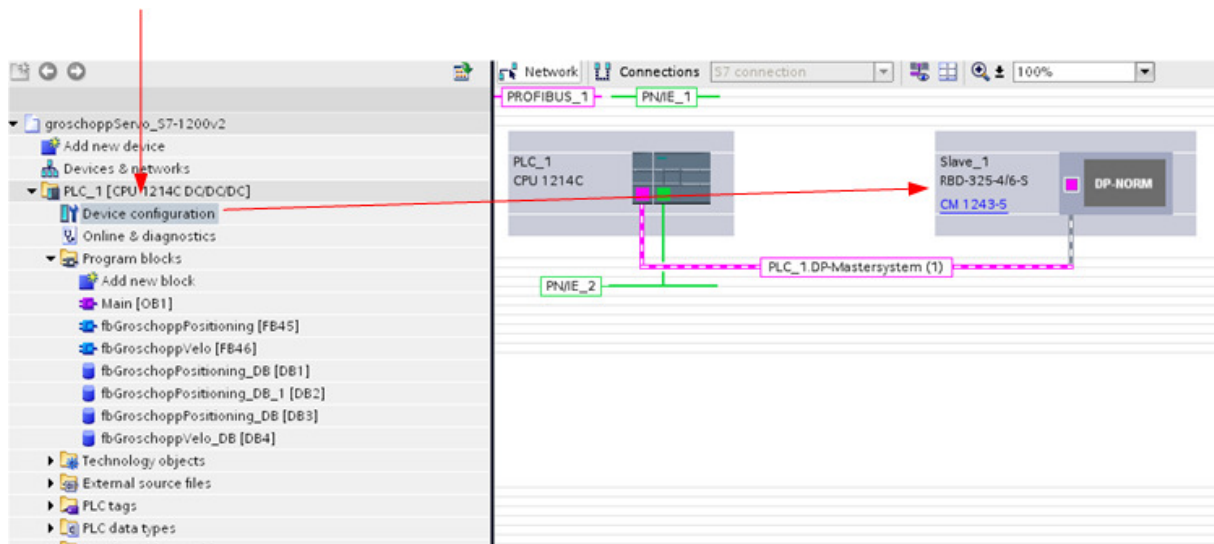 Network Connections S7 connection 100%
PROFIBUS_1 PN/IE_1
groschoppServo_S7-1200v2
Add new device
Devices & networks
PLC_1 [CPU 1214C DC/DC/DC]
Device configuration
Online & diagnostics
Program blocks
Add new block
Main [OB1]
fbGroschoppPositioning [FB45]
fbGroschoppVelo [FB46]
fbGroschopPositioning_DB [DB1]
fbGroschoppPositioning_DB_1 [DB2]
fbGroschoppPositioning_DB [DB3]
fbGroschoppVelo_DB [DB4]
Technology objects
External source files
PLC tags
PLC data types
PLC_1
CPU 1214C
Slave_1
RBD-325-4/6-S
CM 1243-5
DP-NORM
PLC_1.DP-Mastersystem (1)
PN/IE_2